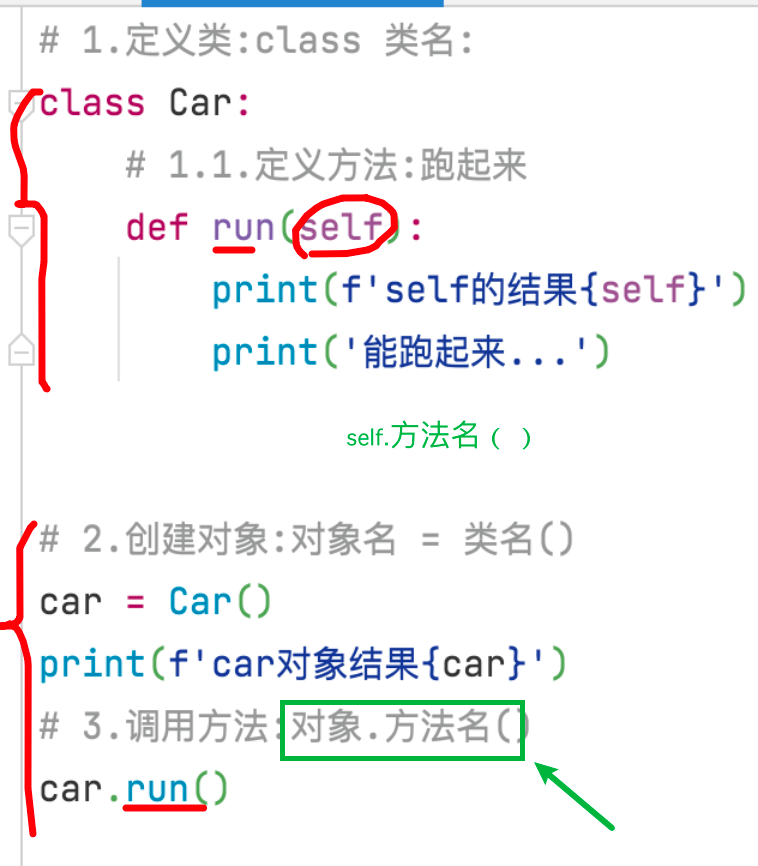 # 1.定义类:class 类名:
class Car:
# 1.1.定义方法:跑起来
def run(self):
print(f'self的结果{self}')
print('能跑起来...')
self.方法名（ ）
# 2.创建对象:对象名 = 类名()
car = Car()
print(f'car对象结果{car}')
# 3.调用方法:对象.方法名()
car.run()